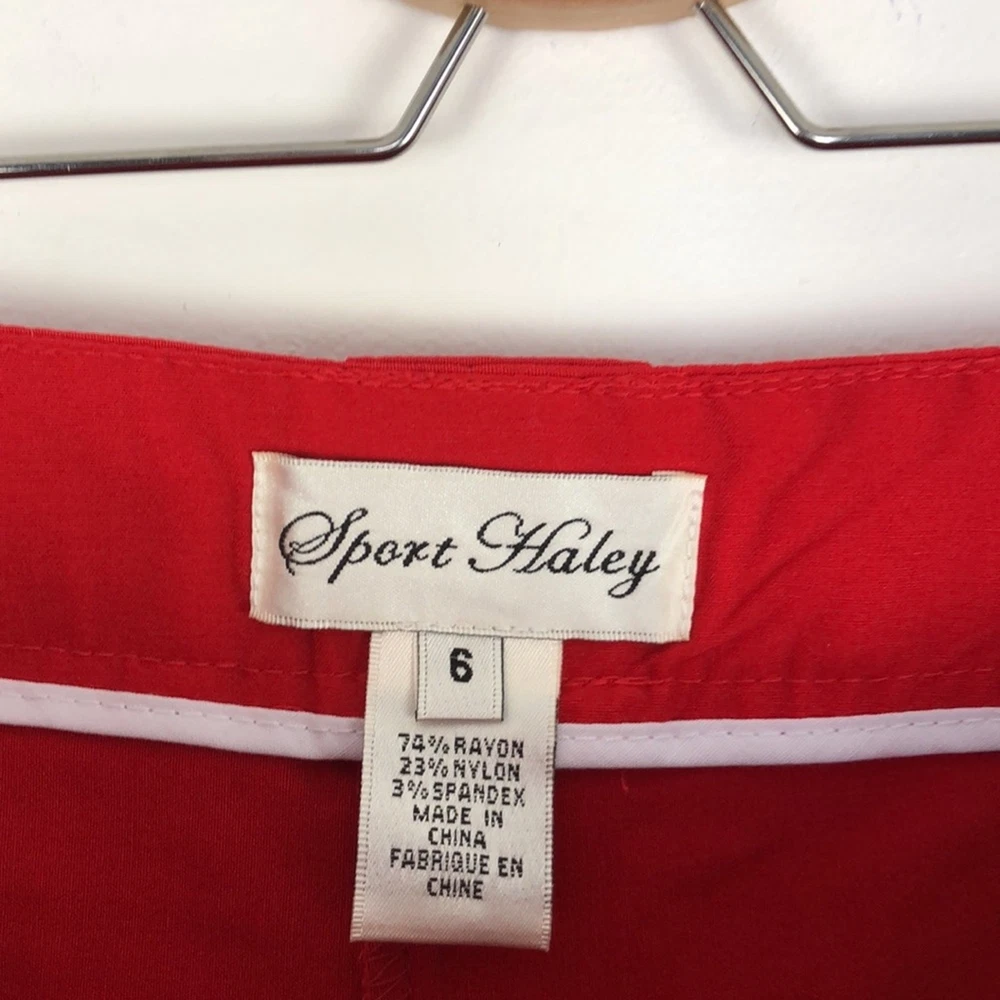 Sport Haley
6
74% RAYON
23% NYLON
3% SPANDEX
MADE IN
CHINA
FABRIQUE EN
CHINE